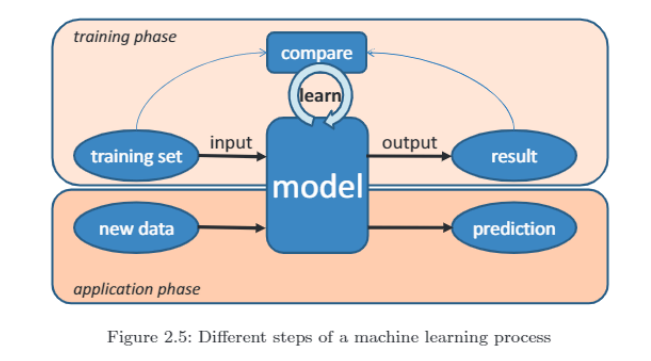 training phase
compare
learn
training set
input
model
output
result
new data
prediction
application phase
Figure 2.5: Different steps of a machine learning process